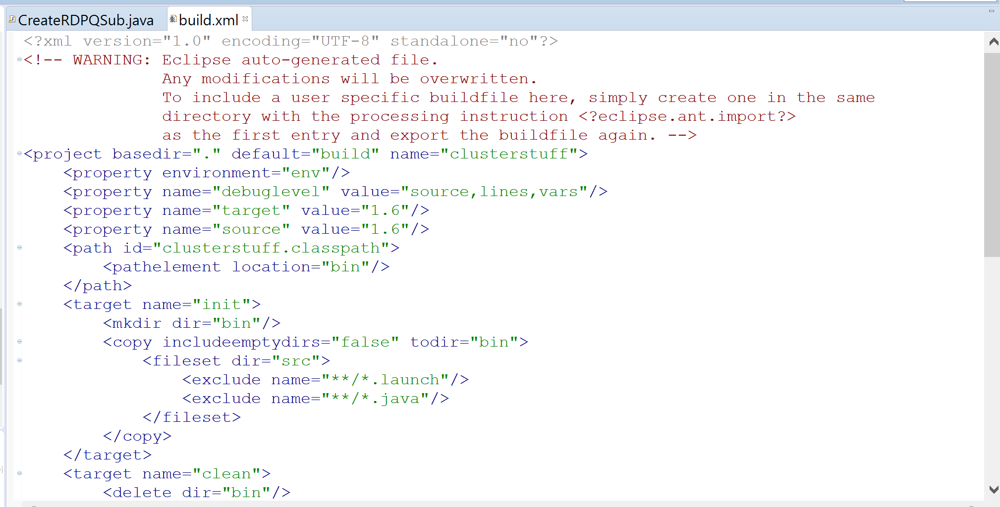 CreateRDPQSub.java build.xml
<?xml version="1.0" encoding="UTF-8" standalone="no"?>
<!-- WARNING: Eclipse auto-generated file.
              Any modifications will be overwritten.
              To include a user specific buildfile here, simply create one in the same
              directory with the processing instruction <?eclipse.ant.import?>
              as the first entry and export the buildfile again. -->
<project basedir="." default="build" name="clusterstuff">
    <property environment="env"/>
    <property name="debuglevel" value="source,lines,vars"/>
    <property name="target" value="1.6"/>
    <property name="source" value="1.6"/>
    <path id="clusterstuff.classpath">
        <pathelement location="bin"/>
    </path>
    <target name="init">
        <mkdir dir="bin"/>
        <copy includeemptydirs="false" todir="bin">
            <fileset dir="src">
                <exclude name="**/*.launch"/>
                <exclude name="**/*.java"/>
            </fileset>
        </copy>
    </target>
    <target name="clean">
        <delete dir="bin"/>